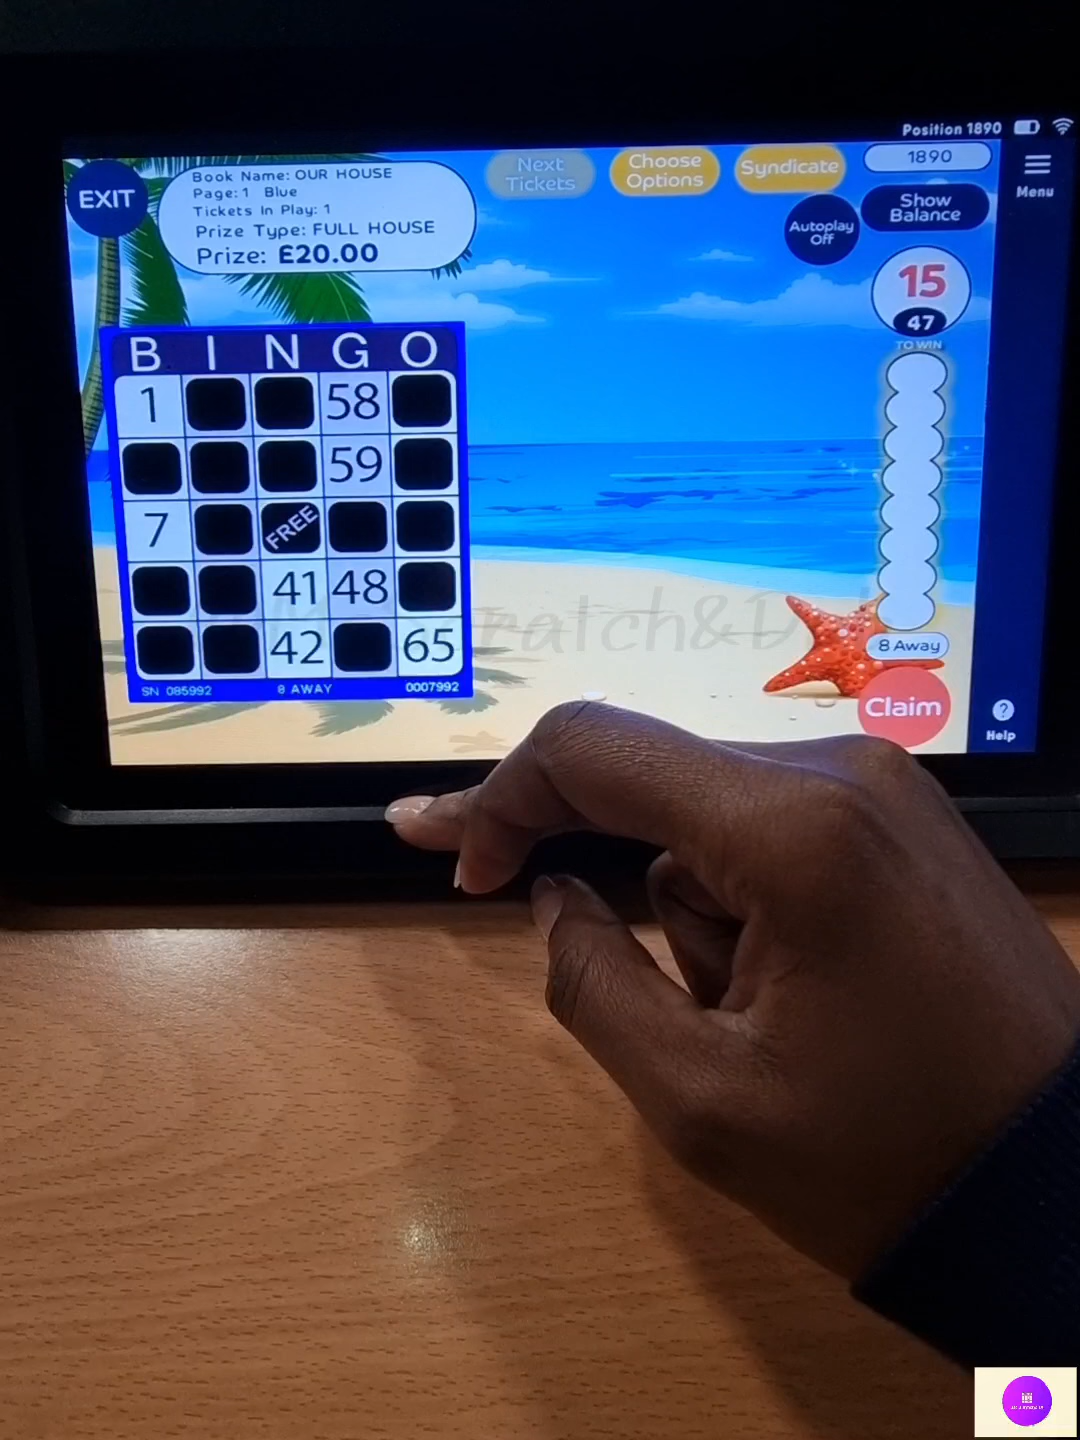 Position 1890
EXIT
Book Name: OUR HOUSE
Page: 1 Blue
Tickets In Play: 1
Prize Type: FULL HOUSE
Prize: £20.00
Next
Tickets
Choose
Options
Syndicate
1890
Menu
Show
Balance
Autoplay
Off
15
47
TO WIN
B I N G O
1 58
59
7 FREE
41 48
42 65
SN 085992 8 AWAY 0007992
8 Away
Claim
?
Help